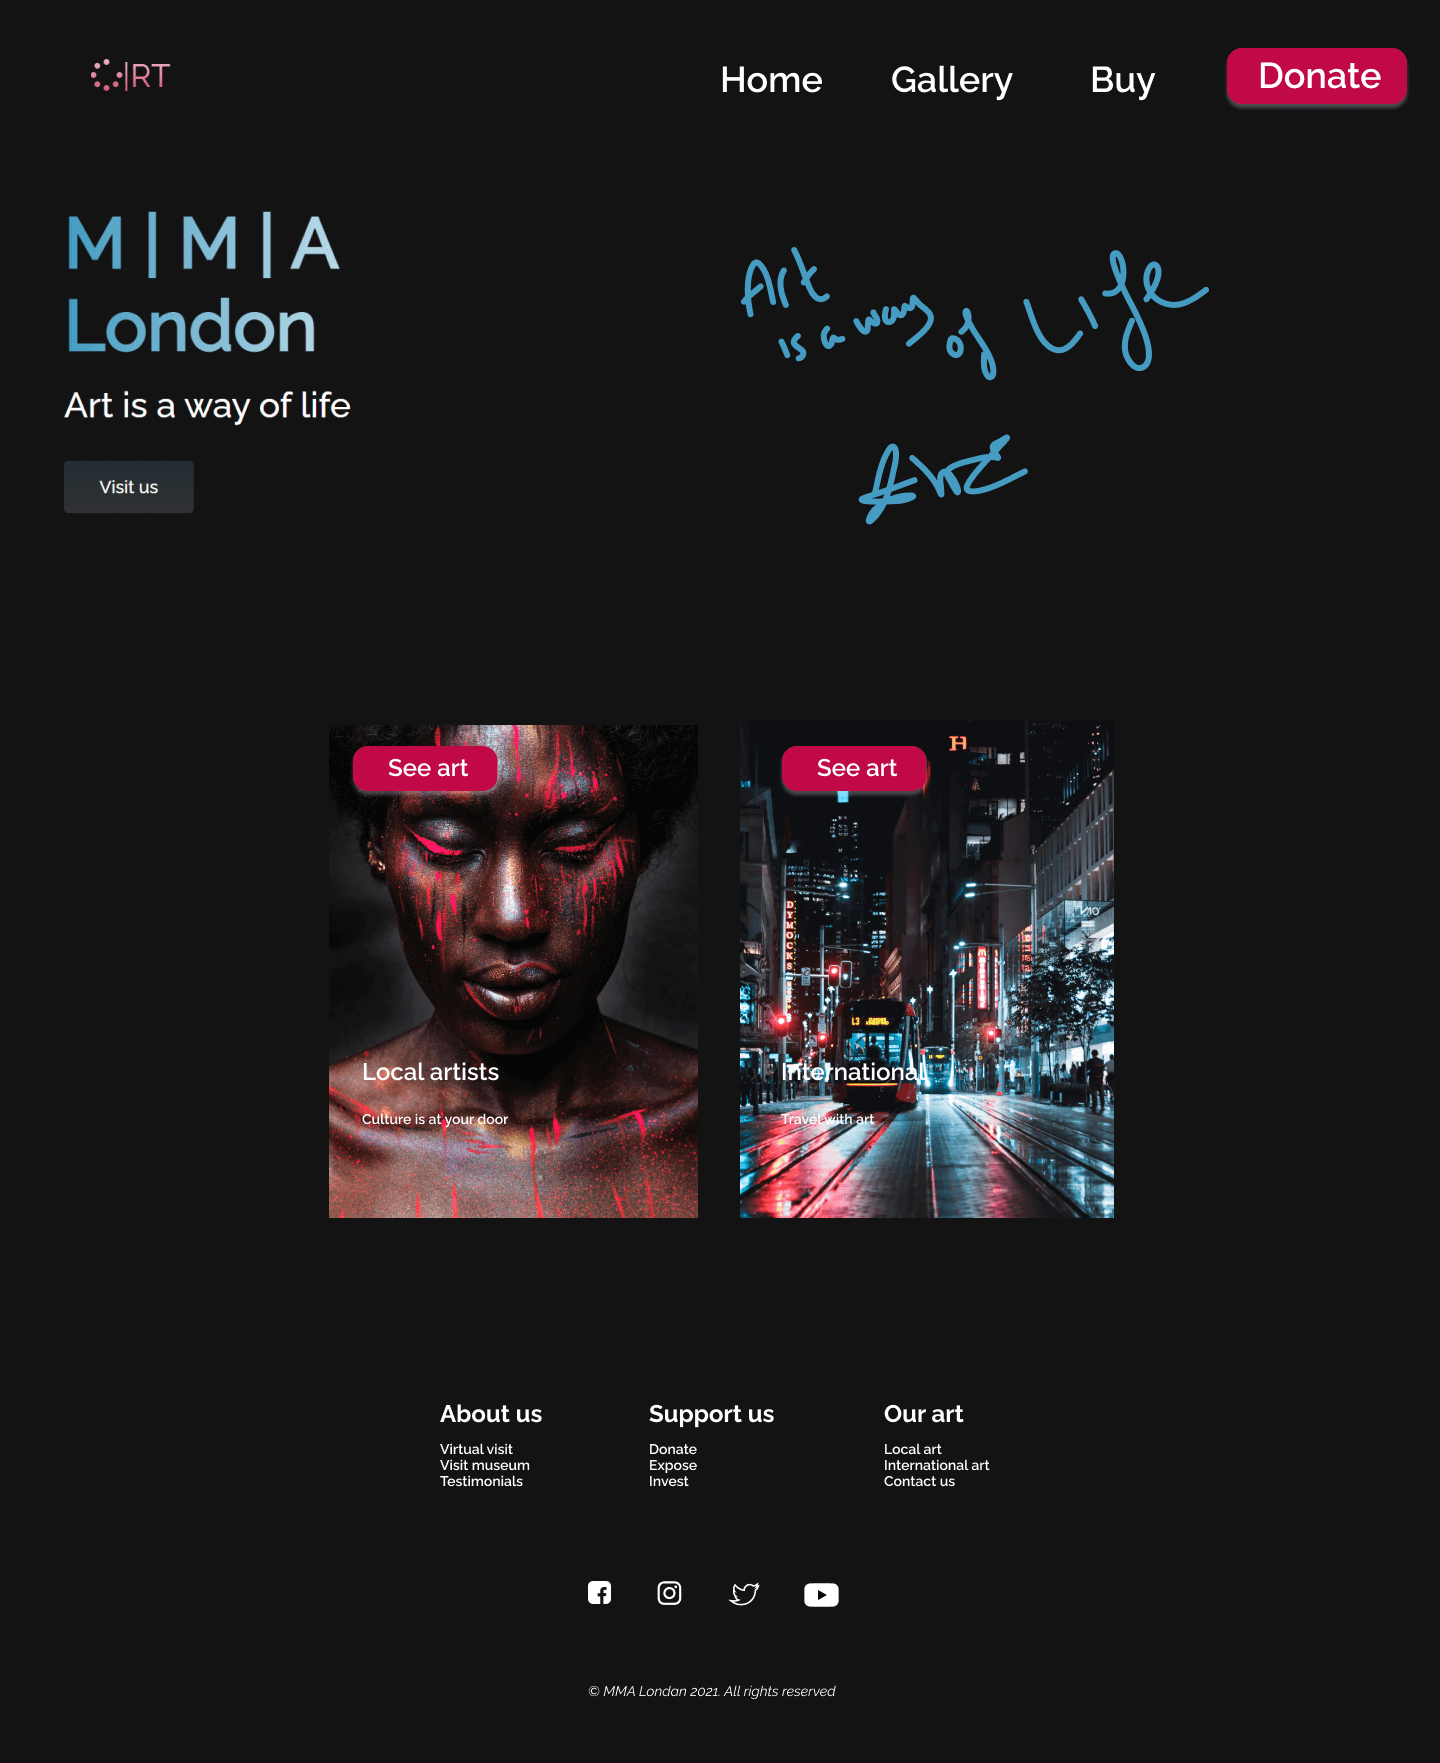 RT
Home Gallery Buy Donate
M|M|A
London
Art is a way of life
Visit us
Art
is a way of Life
See art
See art
H
DYMOCKS
L3
Local artists
Culture is at your door
International
Travel with art
About us
Virtual visit
Visit museum
Testimonials
Support us
Donate
Expose
Invest
Our art
Local art
International art
Contact us
© MMA Londan 2021. All rights reserved